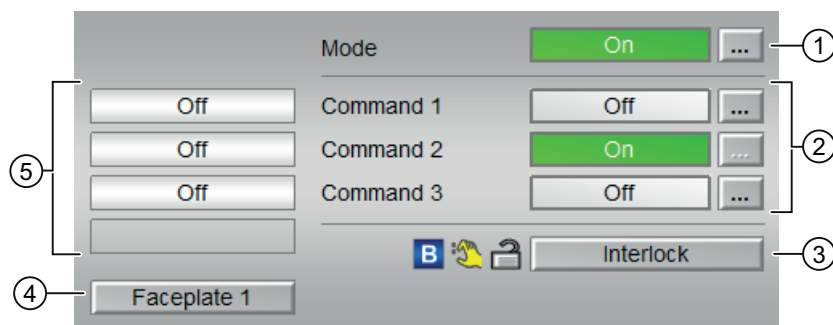 Mode On ... 1
Off Command 1 Off ...
Off Command 2 On ... 2
5
Off Command 3 Off ...
B Interlock 3
4 Faceplate 1